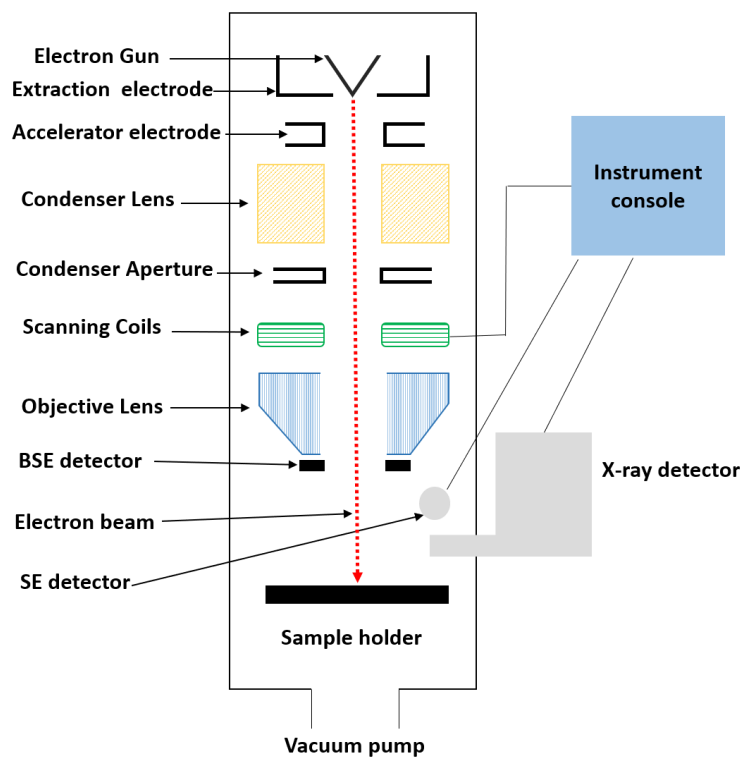 Electron Gun
Extraction electrode
Accelerator electrode
Condenser Lens
Condenser Aperture
Scanning Coils
Objective Lens
BSE detector
Electron beam
SE detector
Instrument
console
X-ray detector
Sample holder
Vacuum pump